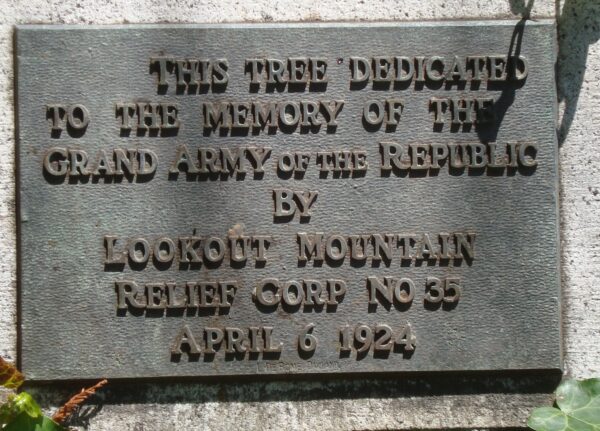 THIS TREE DEDICATED
TO THE MEMORY OF THE
GRAND ARMY OF THE REPUBLIC
BY
LOOKOUT MOUNTAIN
RELIEF CORP NO 35
APRIL 6 1924